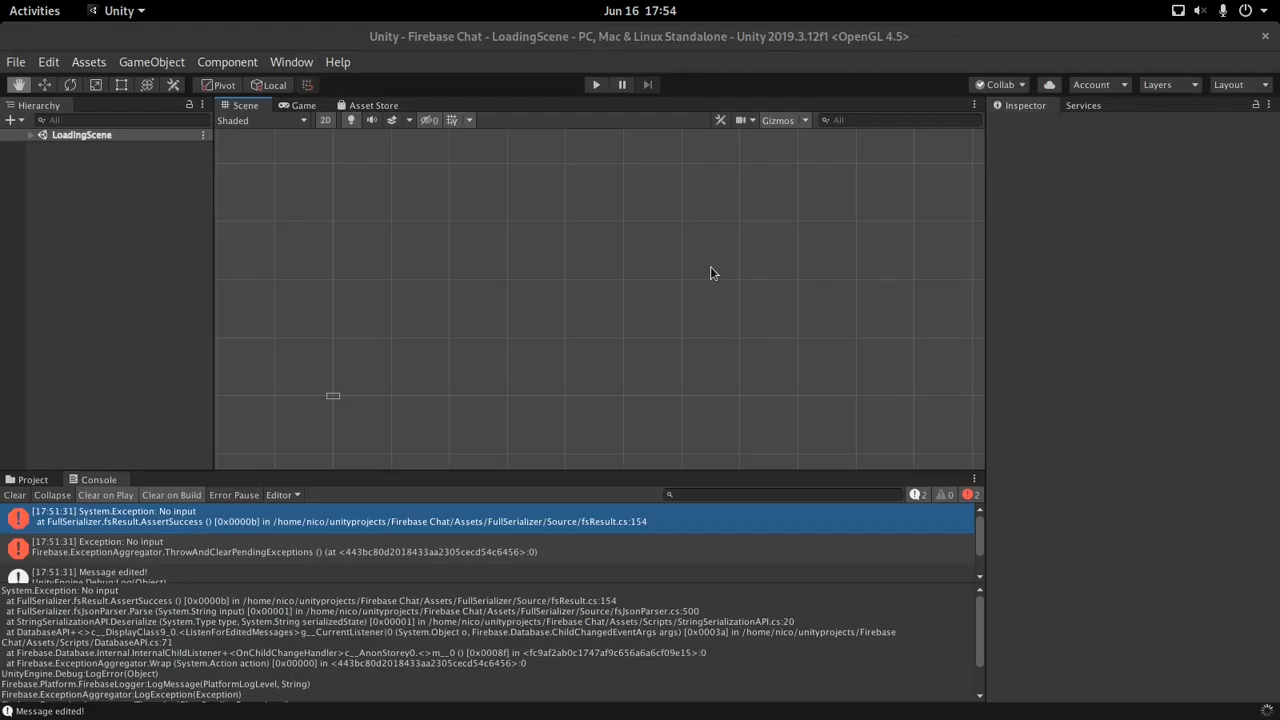 Activities Unity Jun 16 17:54
Unity - Firebase Chat - LoadingScene - PC, Mac & Linux Standalone - Unity 2019.3.12f1 <OpenGL 4.5>
File Edit Assets GameObject Component Window Help
Pivot Local Collab Account Layers Layout
Hierarchy Scene Game Asset Store Inspector Services
All Shaded 2D 0 Gizmos All
LoadingScene
Project Console
Clear Collapse Clear on Play Clear on Build Error Pause Editor 2 0 2
[17:51:31] System.Exception: No input
at FullSerializer.fsResult.AssertSuccess () [0x0000b] in /home/nico/unityprojects/Firebase Chat/Assets/FullSerializer/Source/fsResult.cs:154
[17:51:31] Exception: No input
Firebase.ExceptionAggregator.ThrowAndClearPendingExceptions () (at <443bc80d2018433aa2305cecd54c6456>:0)
[17:51:31] Message edited!
UnityEngine.Debug:Log(Object)
System.Exception: No input
at FullSerializer.fsResult.AssertSuccess () [0x0000b] in /home/nico/unityprojects/Firebase Chat/Assets/FullSerializer/Source/fsResult.cs:154
at FullSerializer.fsJsonParser.Parse (System.String input) [0x00001] in /home/nico/unityprojects/Firebase Chat/Assets/FullSerializer/Source/fsJsonParser.cs:500
at StringSerializationAPI.Deserialize (System.Type type, System.String serializedState) [0x00001] in /home/nico/unityprojects/Firebase Chat/Assets/Scripts/StringSerializationAPI.cs:20
at DatabaseAPI+<>c__DisplayClass9_0.<ListenForEditedMessages>g__CurrentListener|0 (System.Object o, Firebase.Database.ChildChangedEventArgs args) [0x0003a] in /home/nico/unityprojects/Firebase
Chat/Assets/Scripts/DatabaseAPI.cs:71
at Firebase.Database.Internal.InternalChildListener+<OnChildChangeHandler>c__AnonStorey0.<>m__0 () [0x0008f] in <fc9af2ab0c1747af9c656a6a6cf09e15>:0
at Firebase.ExceptionAggregator.Wrap (System.Action action) [0x00000] in <443bc80d2018433aa2305cecd54c6456>:0
UnityEngine.Debug:LogError(Object)
Firebase.Platform.FirebaseLogger:LogMessage(PlatformLogLevel, String)
Firebase.ExceptionAggregator:LogException(Exception)
Message edited!